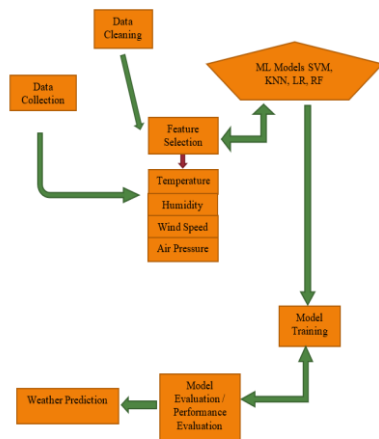 Data
Cleaning
ML Models SVM,
KNN, LR, RF
Data
Collection
Feature
Selection
Temperature
Humidity
Wind Speed
Air Pressure
Model
Training
Model
Evaluation /
Performance
Evaluation
Weather Prediction